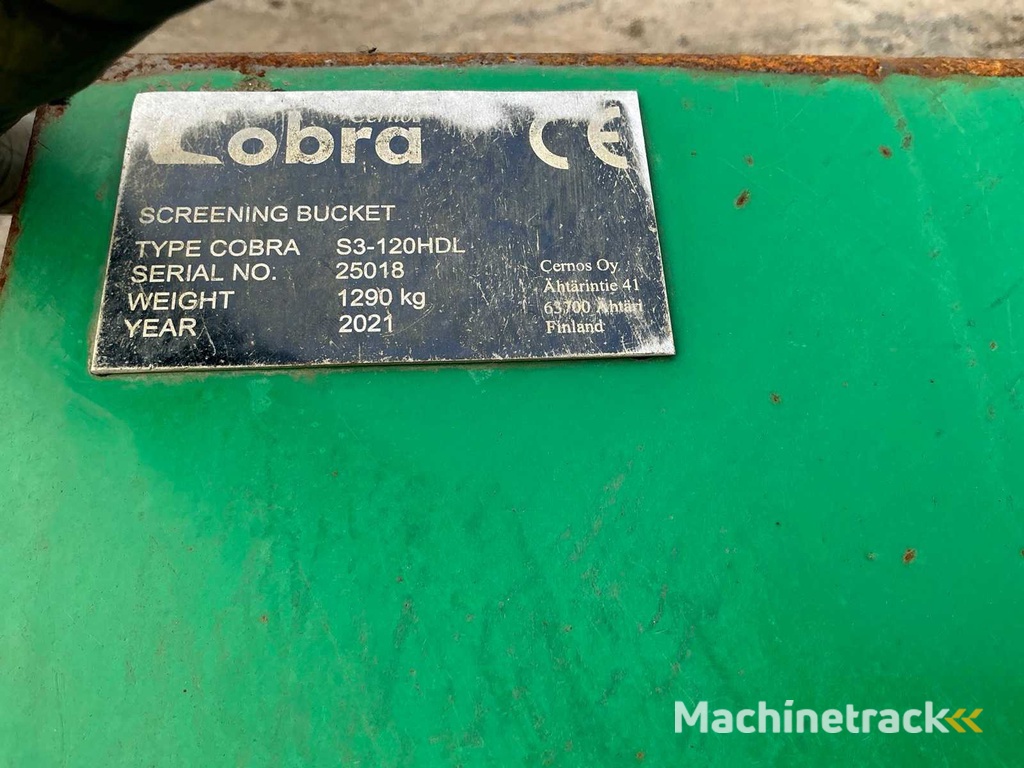 Cernos
Cobra
CE
SCREENING BUCKET
TYPE COBRA S3-120HDL
SERIAL NO. 25018
WEIGHT 1290 kg
YEAR 2021
Cernos Oy
Ähtärintie 41
63700 Ähtäri
Finland
Machinetrack